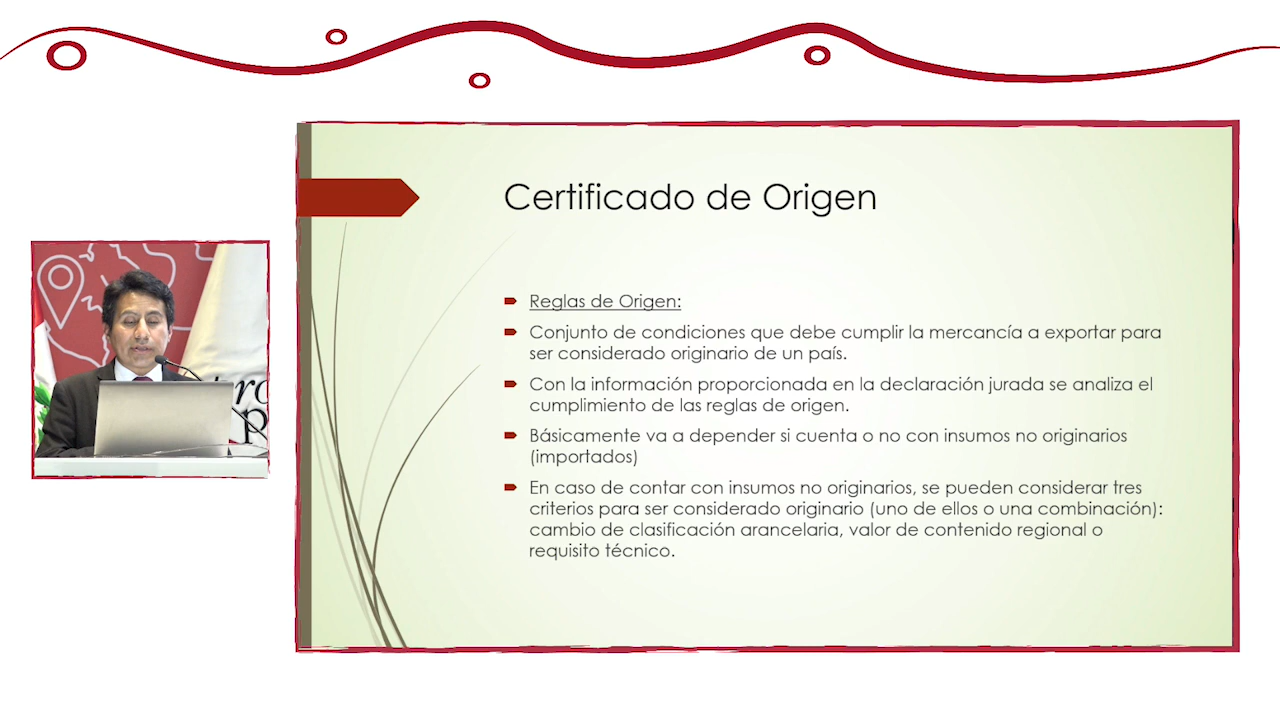 Certificado de Origen
Reglas de Origen:
Conjunto de condiciones que debe cumplir la mercancía a exportar para
ser considerado originario de un país.
Con la información proporcionada en la declaración jurada se analiza el
cumplimiento de las reglas de origen.
Básicamente va a depender si cuenta o no con insumos no originarios
(importados)
En caso de contar con insumos no originarios, se pueden considerar tres
criterios para ser considerado originario (uno de ellos o una combinación):
cambio de clasificación arancelaria, valor de contenido regional o
requisito técnico.